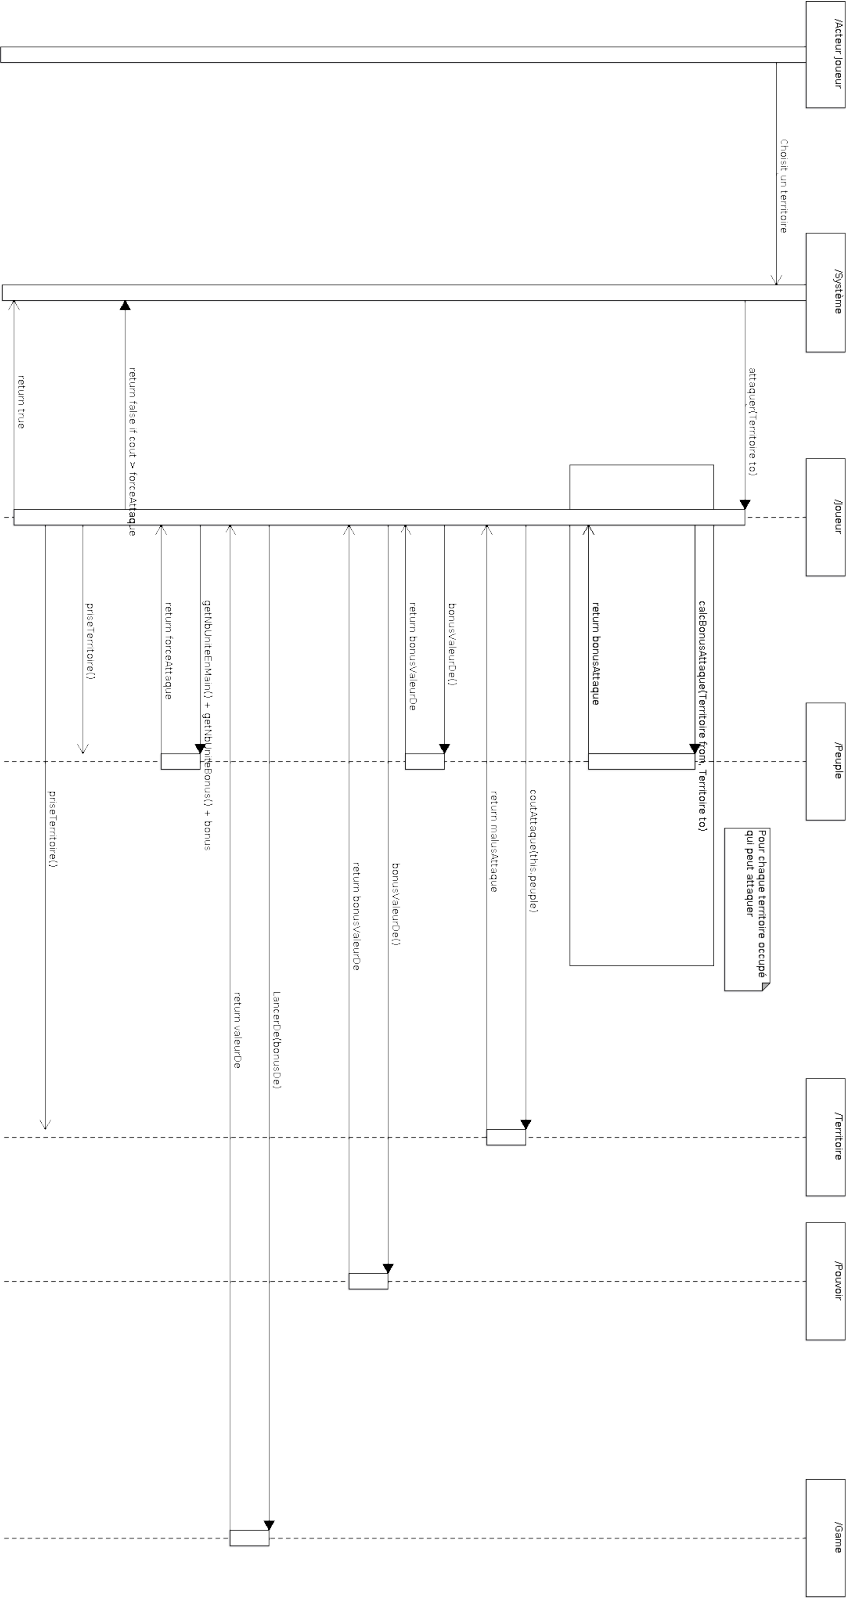 /Acteur Joueur
/Système
/Joueur
/Peuple
/Territoire
/Pouvoir
/Game
Choisit un territoire
attaquer(Territoire to)
Pour chaque territoire occupé
qui peut attaquer
calcBonusAttaque(Territoire from, Territoire to)
return bonusAttaque
coutAttaque(this.peuple)
return malusAttaque
bonusValeurDe()
return bonusValeurDe
bonusValeurDe()
return bonusValeurDe
LancerDe(bonusDe)
return valeurDe
getNbUniteEnMain() + getNbUniteBonus() + bonus
return forceAttaque
return false if cout > forceAttaque
priseTerritoire()
priseTerritoire()
return true